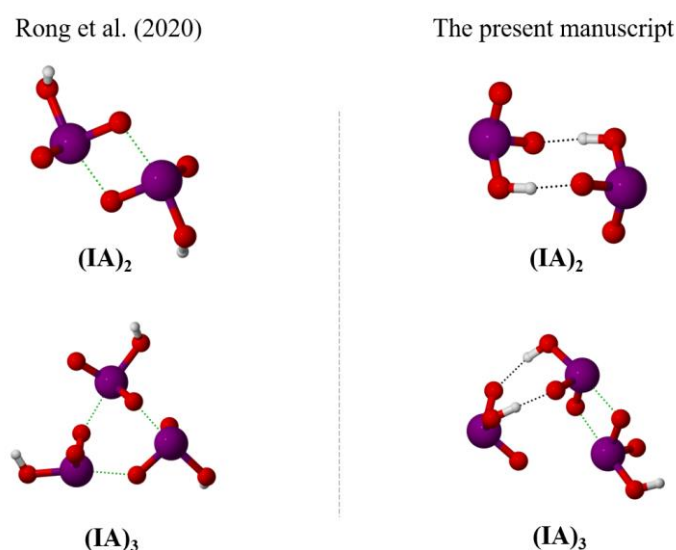 Rong et al. (2020)
The present manuscript
(IA)₂
(IA)₂
(IA)₃
(IA)₃